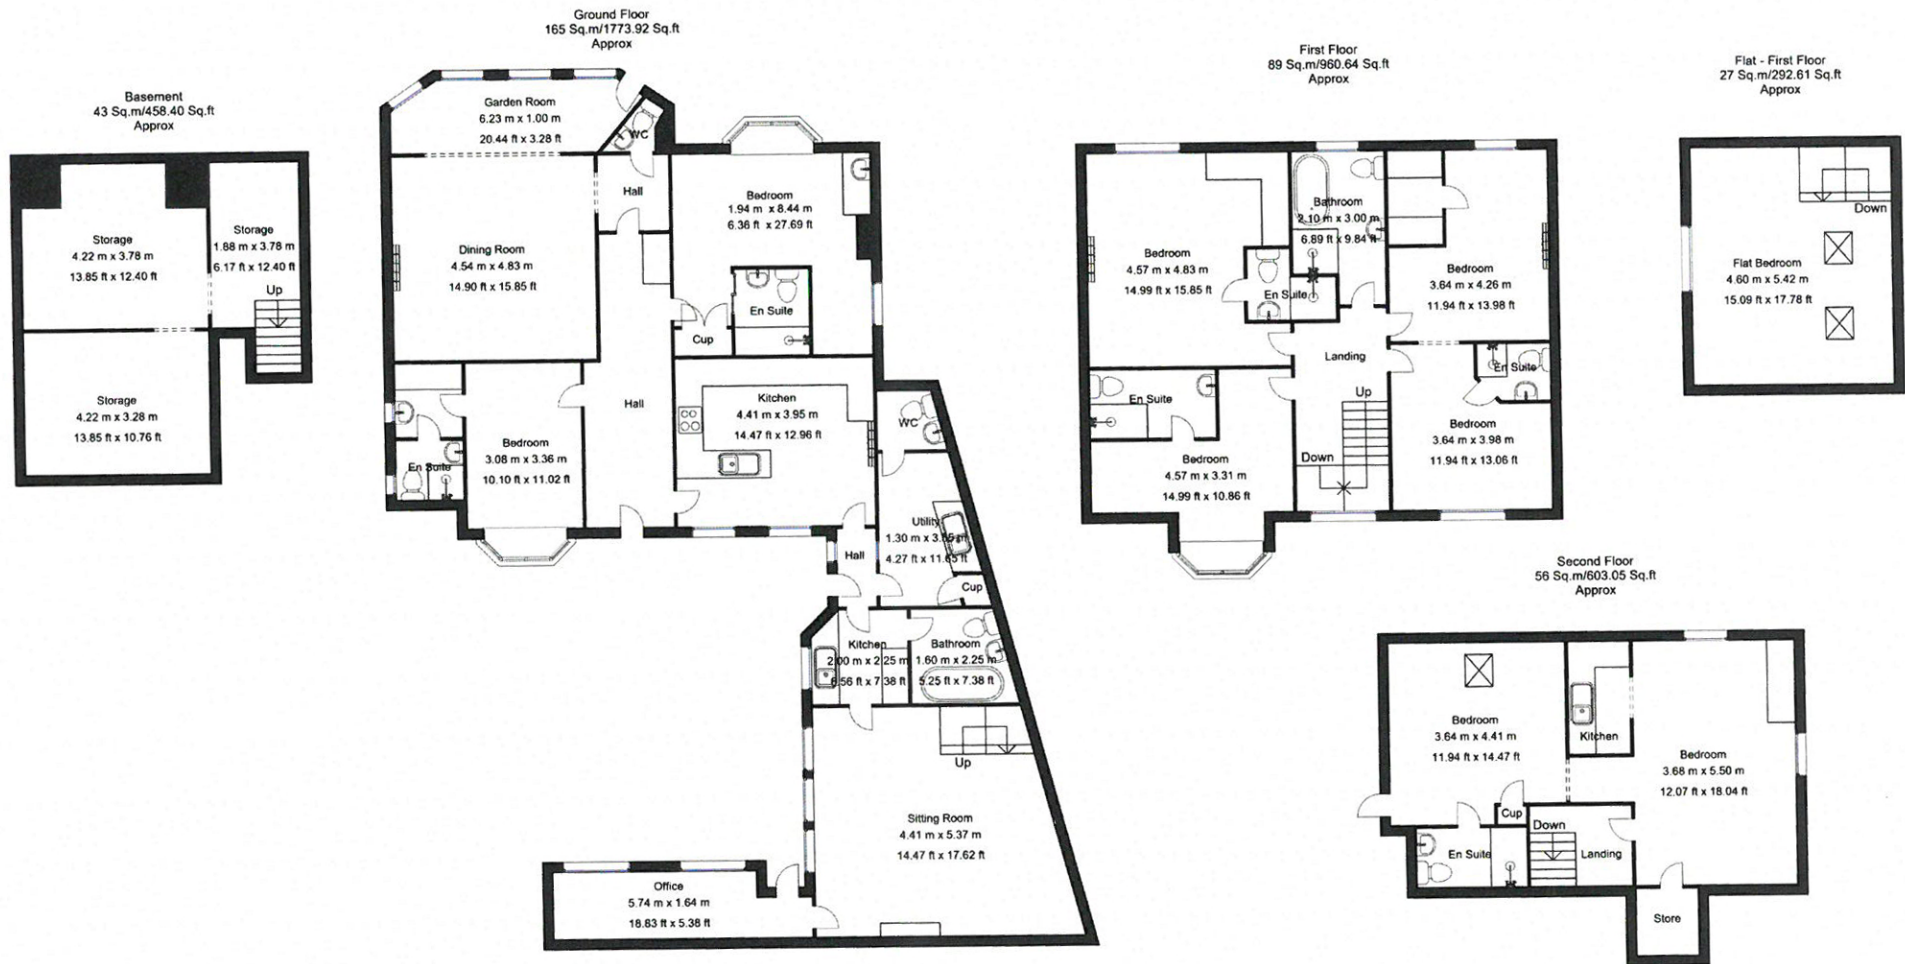 Basement
43 Sq.m/458.40 Sq.ft
Approx
Storage
4.22 m x 3.78 m
13.85 ft x 12.40 ft
Storage
1.88 m x 3.78 m
6.17 ft x 12.40 ft
Up
Storage
4.22 m x 3.28 m
13.85 ft x 10.76 ft
Ground Floor
165 Sq.m/1773.92 Sq.ft
Approx
Garden Room
6.23 m x 1.00 m
20.44 ft x 3.28 ft
WC
Hall
Bedroom
1.94 m x 8.44 m
6.36 ft x 27.69 ft
Dining Room
4.54 m x 4.83 m
14.90 ft x 15.85 ft
En Suite
Cup
Hall
Kitchen
4.41 m x 3.95 m
14.47 ft x 12.96 ft
WC
Bedroom
3.08 m x 3.36 m
10.10 ft x 11.02 ft
En Suite
Utility
1.30 m x 3.55 m
4.27 ft x 11.65 ft
Hall
Cup
Kitchen
2.00 m x 2.25 m
6.56 ft x 7.38 ft
Bathroom
1.60 m x 2.25 m
5.25 ft x 7.38 ft
Up
Sitting Room
4.41 m x 5.37 m
14.47 ft x 17.62 ft
Office
5.74 m x 1.64 m
18.83 ft x 5.38 ft
First Floor
89 Sq.m/960.64 Sq.ft
Approx
Bathroom
2.10 m x 3.00 m
6.89 ft x 9.84 ft
Bedroom
4.57 m x 4.83 m
14.99 ft x 15.85 ft
En Suite
Bedroom
3.64 m x 4.26 m
11.94 ft x 13.98 ft
Landing
En Suite
Up
En Suite
Bedroom
3.64 m x 3.98 m
11.94 ft x 13.06 ft
Down
Bedroom
4.57 m x 3.31 m
14.99 ft x 10.86 ft
Flat - First Floor
27 Sq.m/292.61 Sq.ft
Approx
Down
Flat Bedroom
4.60 m x 5.42 m
15.09 ft x 17.78 ft
Second Floor
56 Sq.m/603.05 Sq.ft
Approx
Bedroom
3.64 m x 4.41 m
11.94 ft x 14.47 ft
Kitchen
Bedroom
3.68 m x 5.50 m
12.07 ft x 18.04 ft
Cup
Down
En Suite
Landing
Store